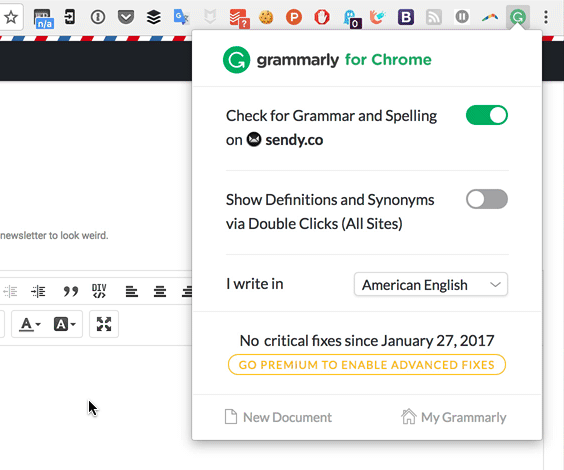 n/a
?
0
grammarly for Chrome
Check for Grammar and Spelling
on sendy.co
Show Definitions and Synonyms
via Double Clicks (All Sites)
newsletter to look weird.
DIV
I write in
American English
A
A
No critical fixes since January 27, 2017
GO PREMIUM TO ENABLE ADVANCED FIXES
New Document
My Grammarly